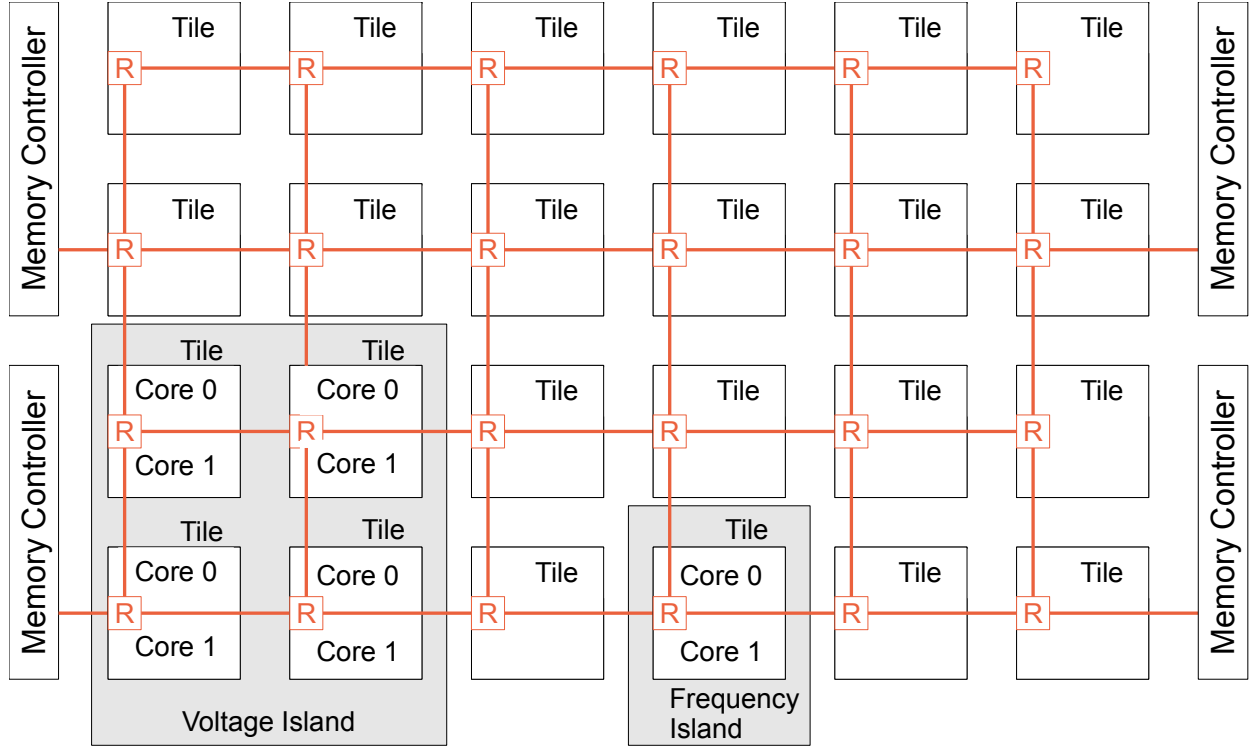 Memory Controller
Tile Tile Tile Tile Tile Tile
R R R R R R
Memory Controller
Tile Tile Tile Tile Tile Tile
R R R R R R
Memory Controller
Tile Tile
Core 0 Core 0 Tile Tile Tile Tile
R R R R R R
Core 1 Core 1
Memory Controller
Tile Tile Tile
Core 0 Core 0 Tile Core 0 Tile Tile
R R R R R R
Core 1 Core 1 Core 1
Voltage Island
Frequency
Island